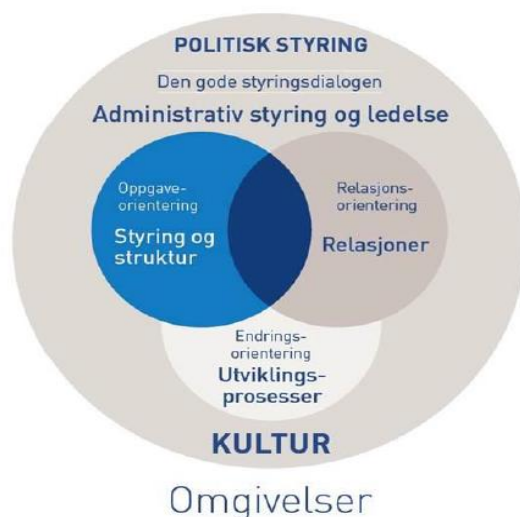 POLITISK STYRING
Den gode styringsdialogen
Administrativ styring og ledelse
Oppgave-
orientering
Styring og
struktur
Relasjons-
orientering
Relasjoner
Endrings-
orientering
Utviklings-
prosesser
KULTUR
Omgivelser